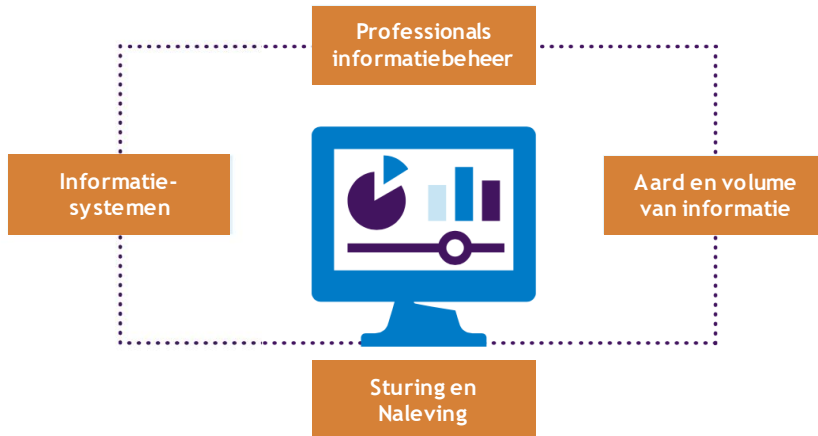 Professionals
informatiebeheer
Informatie-
systemen
Aard en volume
van informatie
Sturing en
Naleving